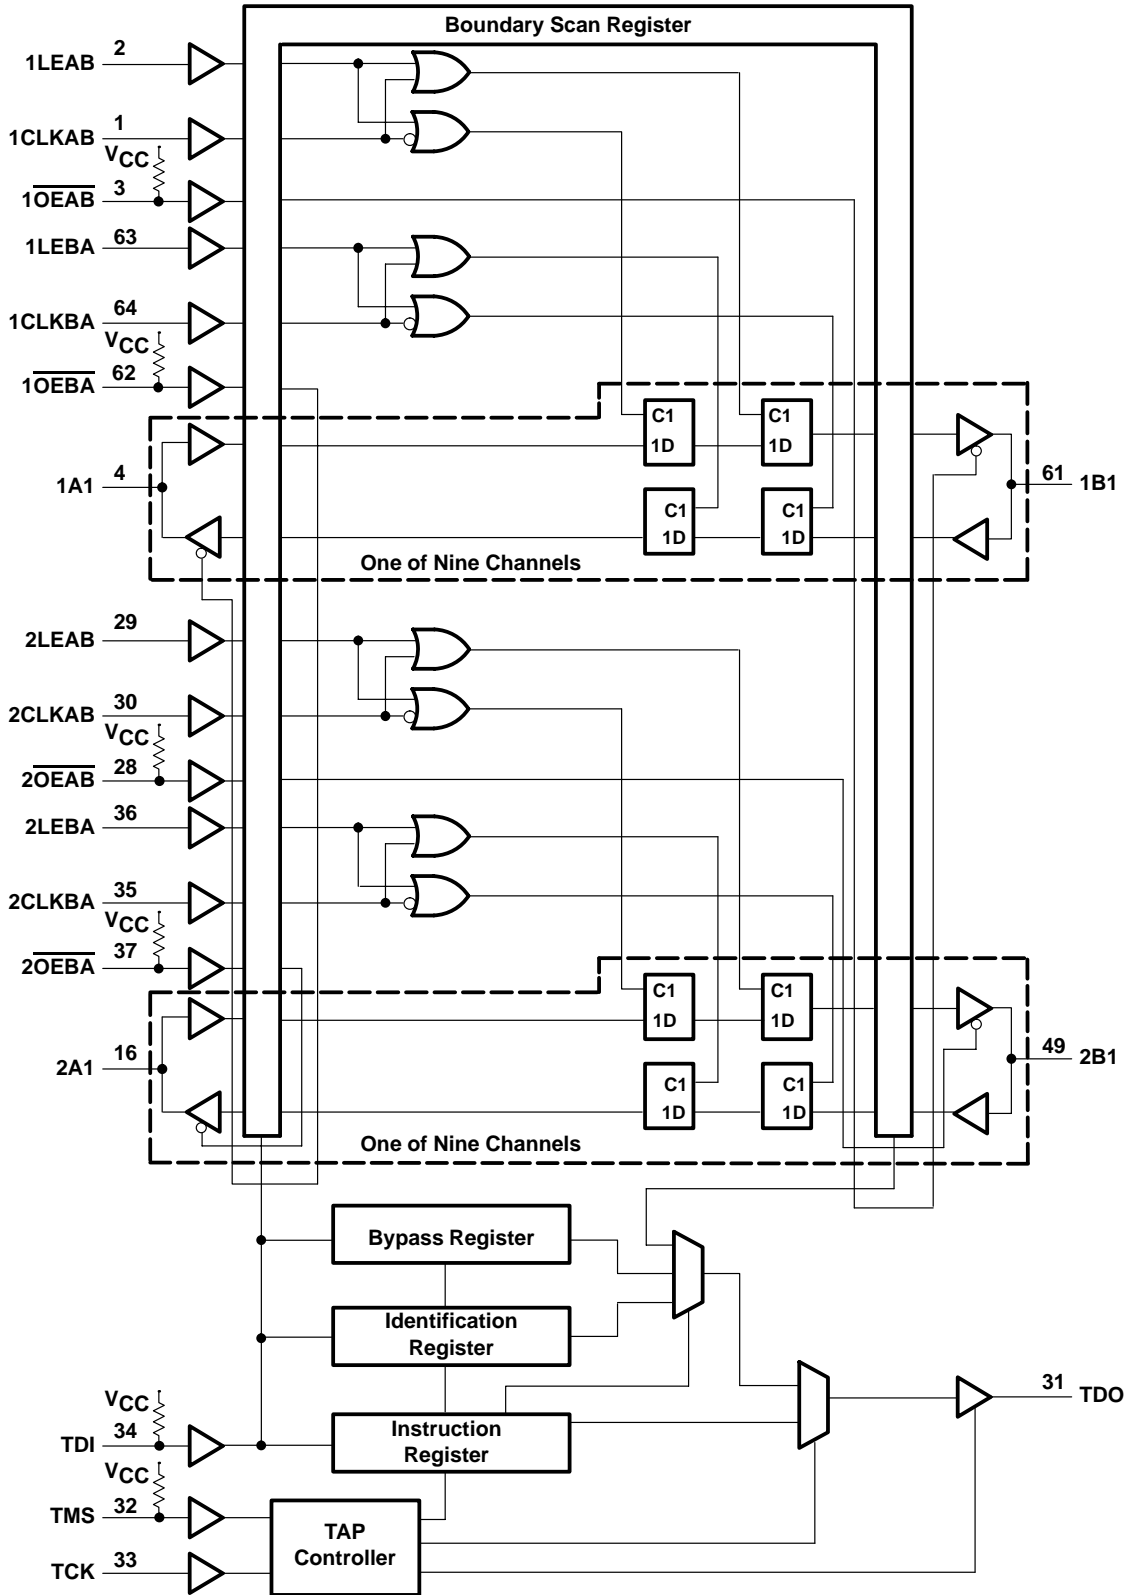 Boundary Scan Register
1LEAB 2
1CLKAB 1
VCC
1OEAB 3
1LEBA 63
1CLKBA 64
VCC
1OEBA 62
C1
1D
C1
1D
1A1 4
61 1B1
C1
1D
C1
1D
One of Nine Channels
2LEAB 29
2CLKAB 30
VCC
2OEAB 28
2LEBA 36
2CLKBA 35
VCC
2OEBA 37
C1
1D
C1
1D
2A1 16
49 2B1
C1
1D
C1
1D
One of Nine Channels
Bypass Register
Identification
Register
VCC
TDI 34
Instruction
Register
31 TDO
VCC
TMS 32
TCK 33
TAP
Controller